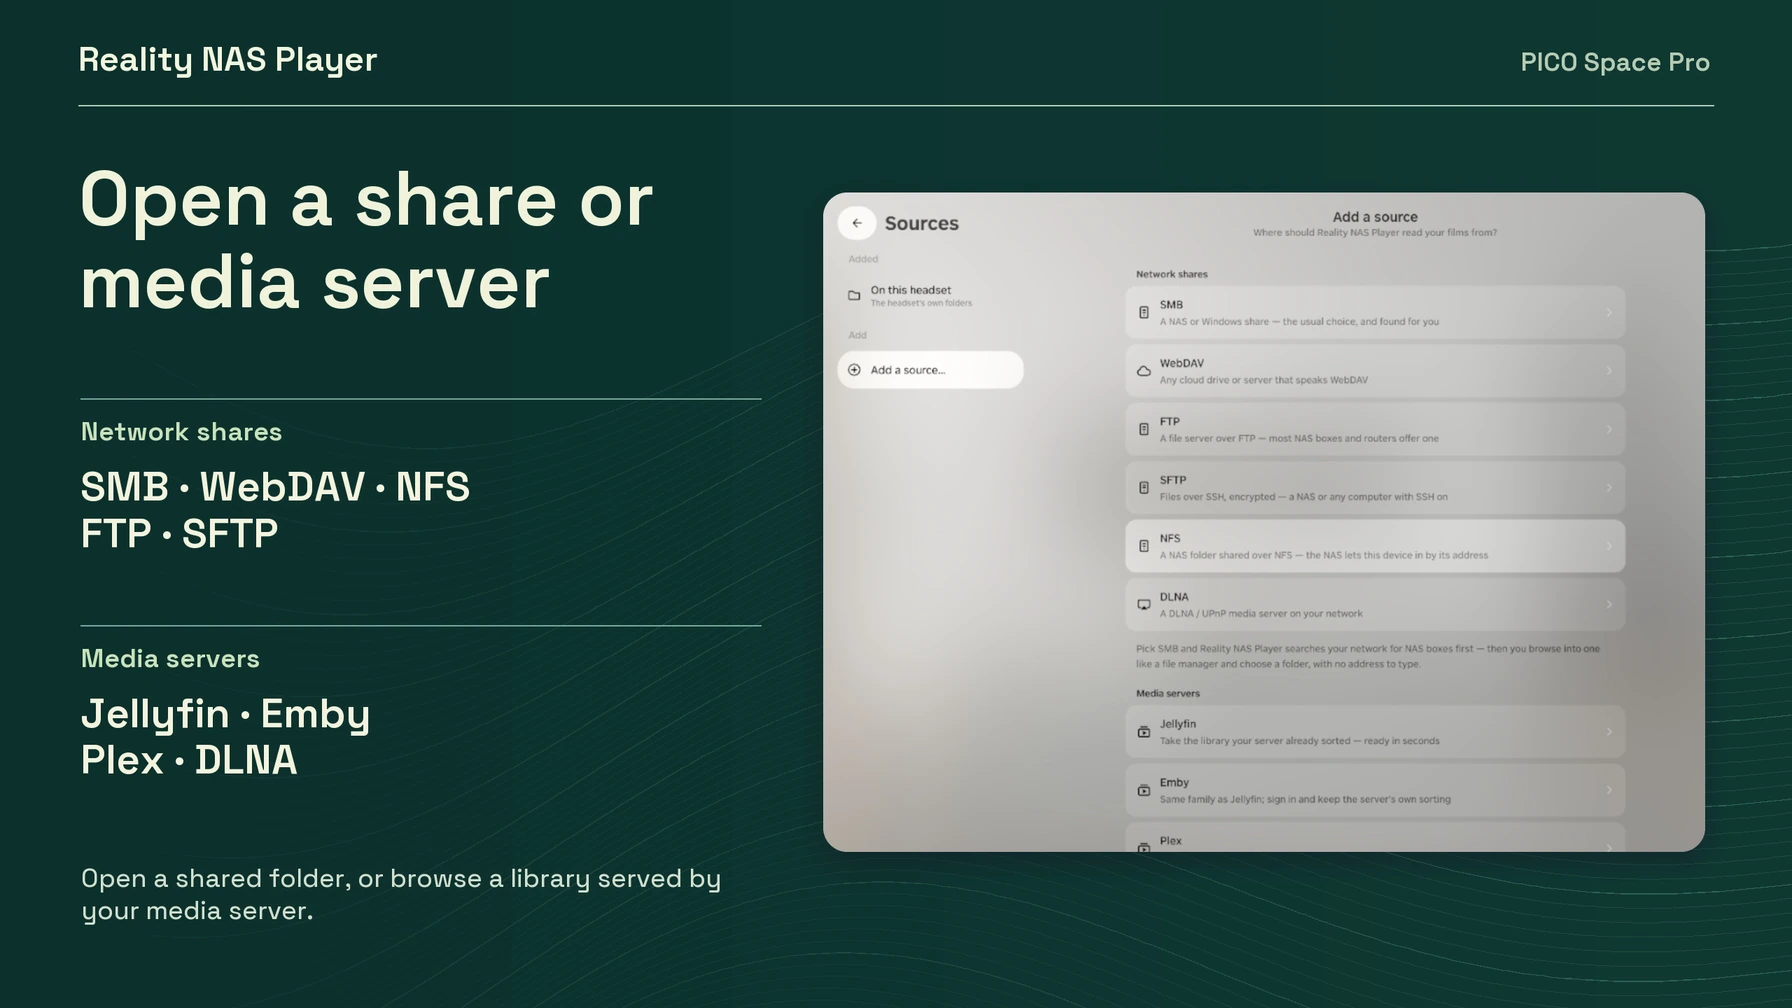 Reality NAS Player
PICO Space Pro
Open a share or
media server
Network shares
SMB · WebDAV · NFS
FTP · SFTP
Media servers
Jellyfin · Emby
Plex · DLNA
Open a shared folder, or browse a library served by
your media server.
Sources
Added
On this headset
The headset's own folders
Add
Add a source...
Add a source
Where should Reality NAS Player read your films from?
Network shares
SMB
A NAS or Windows share — the usual choice, and found for you
WebDAV
Any cloud drive or server that speaks WebDAV
FTP
A file server over FTP — most NAS boxes and routers offer one
SFTP
Files over SSH, encrypted — a NAS or any computer with SSH on
NFS
A NAS folder shared over NFS — the NAS lets this device in by its address
DLNA
A DLNA / UPnP media server on your network
Pick SMB and Reality NAS Player searches your network for NAS boxes first — then you browse into one
like a file manager and choose a folder, with no address to type.
Media servers
Jellyfin
Take the library your server already sorted — ready in seconds
Emby
Same family as Jellyfin; sign in and keep the server's own sorting
Plex